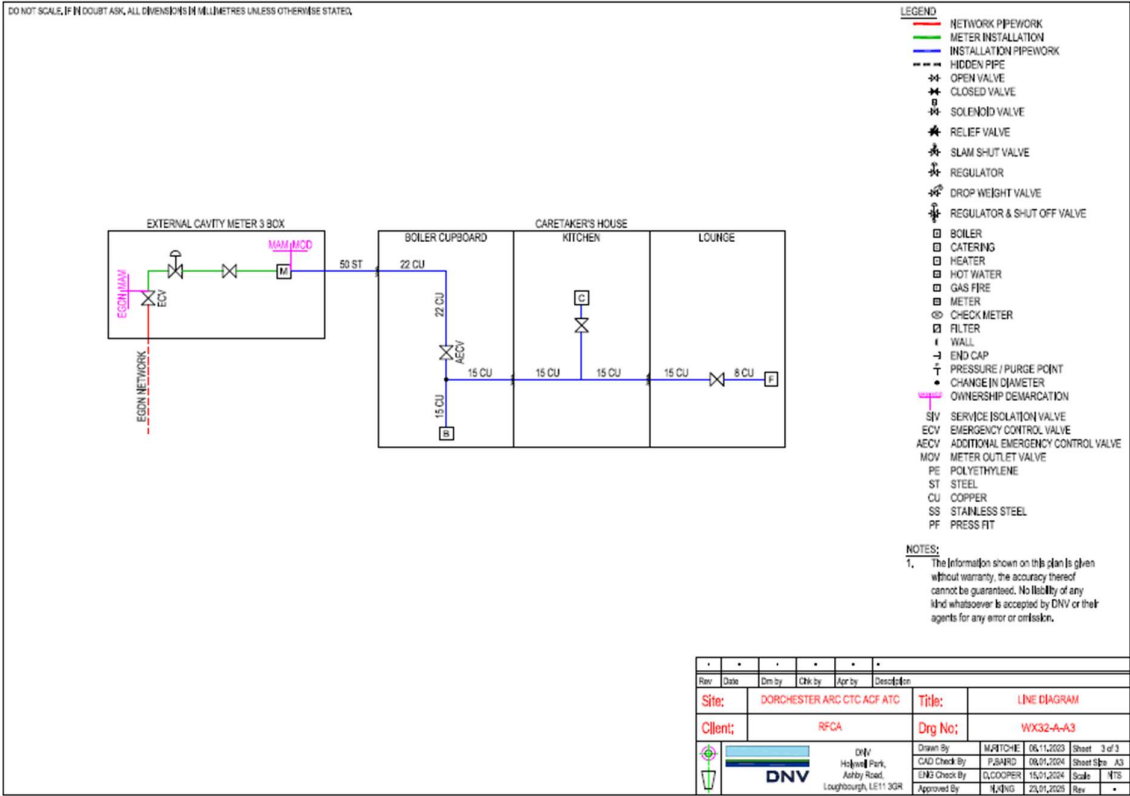 DO NOT SCALE, IF IN DOUBT ASK, ALL DIMENSIONS IN MILLIMETRES UNLESS OTHERWISE STATED.
LEGEND
NETWORK PIPEWORK
METER INSTALLATION
INSTALLATION PIPEWORK
HIDDEN PIPE
OPEN VALVE
CLOSED VALVE
SOLENOID VALVE
RELIEF VALVE
SLAM SHUT VALVE
REGULATOR
DROP WEIGHT VALVE
REGULATOR & SHUT OFF VALVE
BOILER
CATERING
HEATER
HOT WATER
GAS FIRE
METER
CHECK METER
FILTER
WALL
END CAP
PRESSURE / PURGE POINT
CHANGE IN DIAMETER
OWNERSHIP DEMARCATION
SIV SERVICE ISOLATION VALVE
ECV EMERGENCY CONTROL VALVE
AECV ADDITIONAL EMERGENCY CONTROL VALVE
MOV METER OUTLET VALVE
PE POLYETHYLENE
ST STEEL
CU COPPER
SS STAINLESS STEEL
PF PRESS FIT
NOTES:
1. The information shown on this plan is given
without warranty, the accuracy thereof
cannot be guaranteed. No liability of any
kind whatsoever is accepted by DNV or their
agents for any error or omission.
EXTERNAL CAVITY METER 3 BOX
MAM MOD
M
EGDN MAM
ECV
EGDN NETWORK
50 ST
CARETAKER'S HOUSE
BOILER CUPBOARD KITCHEN LOUNGE
22 CU
22 CU
C
AECV
15 CU 15 CU 15 CU 15 CU 8 CU F
15 CU
B
Rev Date Drn by Chk by Apr by Description
Site: DORCHESTER ARC CTC ACF ATC Title: LINE DIAGRAM
Client: RFCA Drg No: WX32-A-A3
DNV
DNV
Holywell Park,
Ashby Road,
Loughbourgh, LE11 3GR
Drawn By M.RITCHIE 06.11.2023 Sheet 3 of 3
CAD Check By P.BAIRD 09.01.2024 Sheet Size A3
ENG Check By D.COOPER 15.01.2024 Scale NTS
Approved By N.KING 23.01.2025 Rev